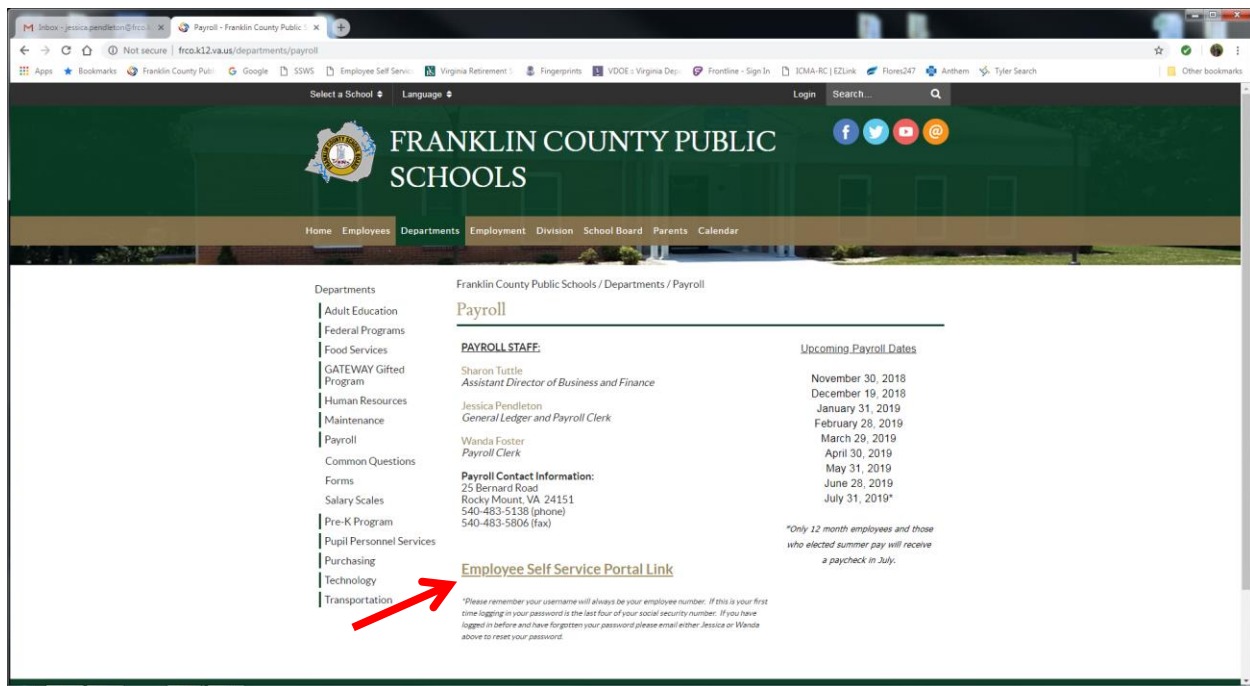 Inbox - jessica.pendleton@frco.k
Payroll - Franklin County Public S
Not secure | frco.k12.va.us/departments/payroll
Apps Bookmarks Franklin County Publ Google SSWS Employee Self Servic Virginia Retirement S Fingerprints VDOE :: Virginia Dep Frontline - Sign In ICMA-RC | EZLink Flores247 Anthem Tyler Search Other bookmarks
Select a School Language Login Search...
FRANKLIN COUNTY PUBLIC
SCHOOLS
Home Employees Departments Employment Division School Board Parents Calendar
Departments
Adult Education
Federal Programs
Food Services
GATEWAY Gifted
Program
Human Resources
Maintenance
Payroll
Common Questions
Forms
Salary Scales
Pre-K Program
Pupil Personnel Services
Purchasing
Technology
Transportation
Franklin County Public Schools / Departments / Payroll
Payroll
PAYROLL STAFF:
Sharon Tuttle
Assistant Director of Business and Finance
Jessica Pendleton
General Ledger and Payroll Clerk
Wanda Foster
Payroll Clerk
Payroll Contact Information:
25 Bernard Road
Rocky Mount, VA 24151
540-483-5138 (phone)
540-483-5806 (fax)
Employee Self Service Portal Link
*Please remember your username will always be your employee number. If this is your first
time logging in your password is the last four of your social security number. If you have
logged in before and have forgotten your password please email either Jessica or Wanda
above to reset your password.
Upcoming Payroll Dates
November 30, 2018
December 19, 2018
January 31, 2019
February 28, 2019
March 29, 2019
April 30, 2019
May 31, 2019
June 28, 2019
July 31, 2019*
*Only 12 month employees and those
who elected summer pay will receive
a paycheck in July.